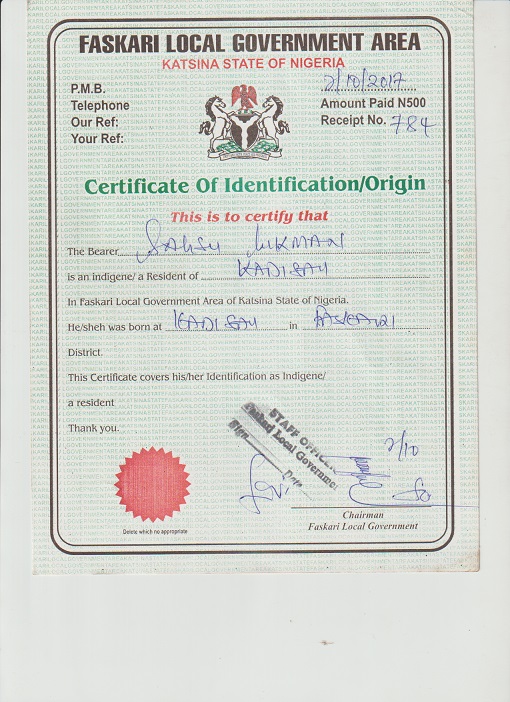 FASKARI LOCAL GOVERNMENT AREA
KATSINA STATE OF NIGERIA
P.M.B.
Telephone
Our Ref:
Your Ref:
2/10/2017
Amount Paid N500
Receipt No. 784
Certificate Of Identification/Origin
This is to certify that
The Bearer SALISU LUKMAN
is an indigene/ a Resident of KADISAU
In Faskari Local Government Area of Katsina State of Nigeria.
He/sheh was born at KADISAU in FASKARI
District.
This Certificate covers his/her Identification as Indigene/
a resident
Thank you.
STAFF OFFICER
Faskari Local Government
Sign
Date
2/10
Chairman
Faskari Local Government
Delete which no appropriate